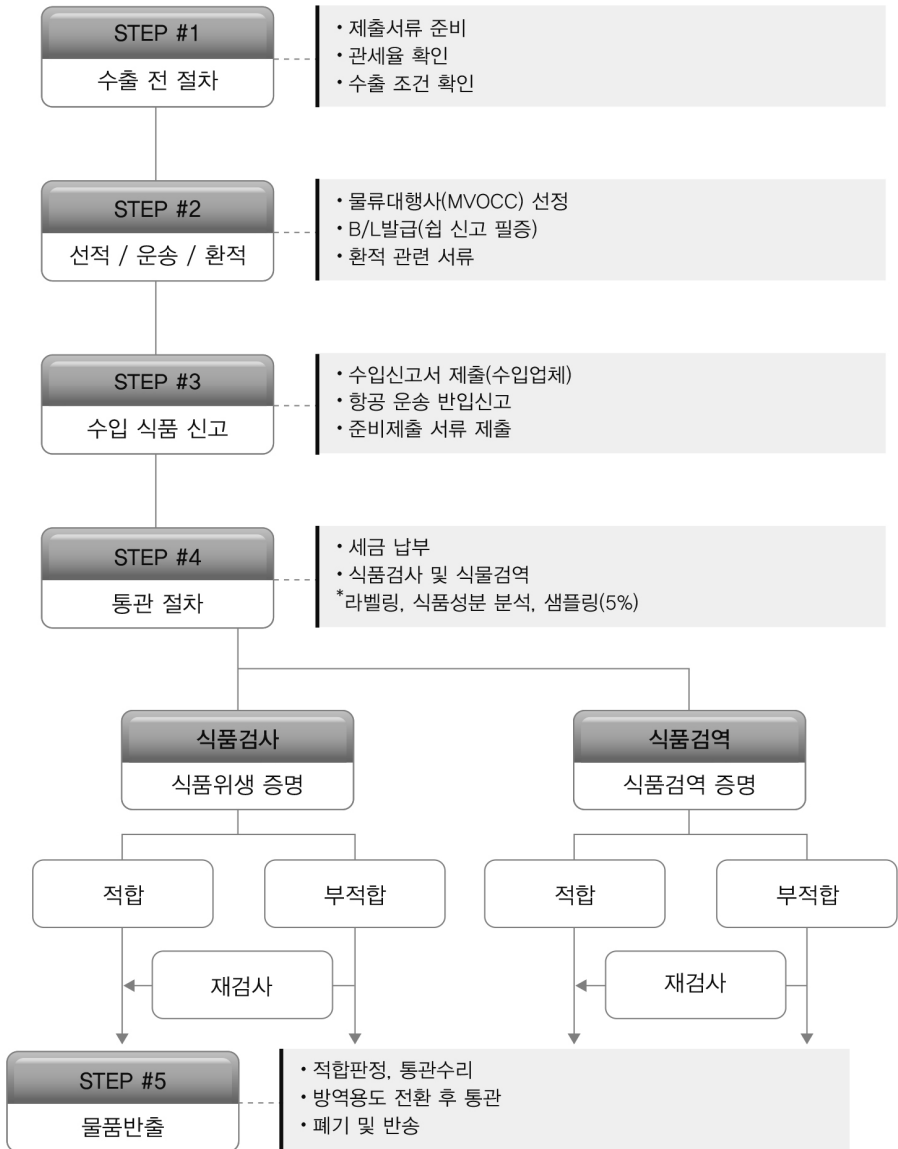 STEP #1
수출 전 절차
• 제출서류 준비
• 관세율 확인
• 수출 조건 확인
STEP #2
선적 / 운송 / 환적
• 물류대행사(MVOCC) 선정
• B/L발급(쉽 신고 필증)
• 환적 관련 서류
STEP #3
수입 식품 신고
• 수입신고서 제출(수입업체)
• 항공 운송 반입신고
• 준비제출 서류 제출
STEP #4
통관 절차
• 세금 납부
• 식품검사 및 식물검역
*라벨링, 식품성분 분석, 샘플링(5%)
식품검사
식품위생 증명
식품검역
식품검역 증명
적합
부적합
적합
부적합
재검사
재검사
STEP #5
물품반출
• 적합판정, 통관수리
• 방역용도 전환 후 통관
• 폐기 및 반송